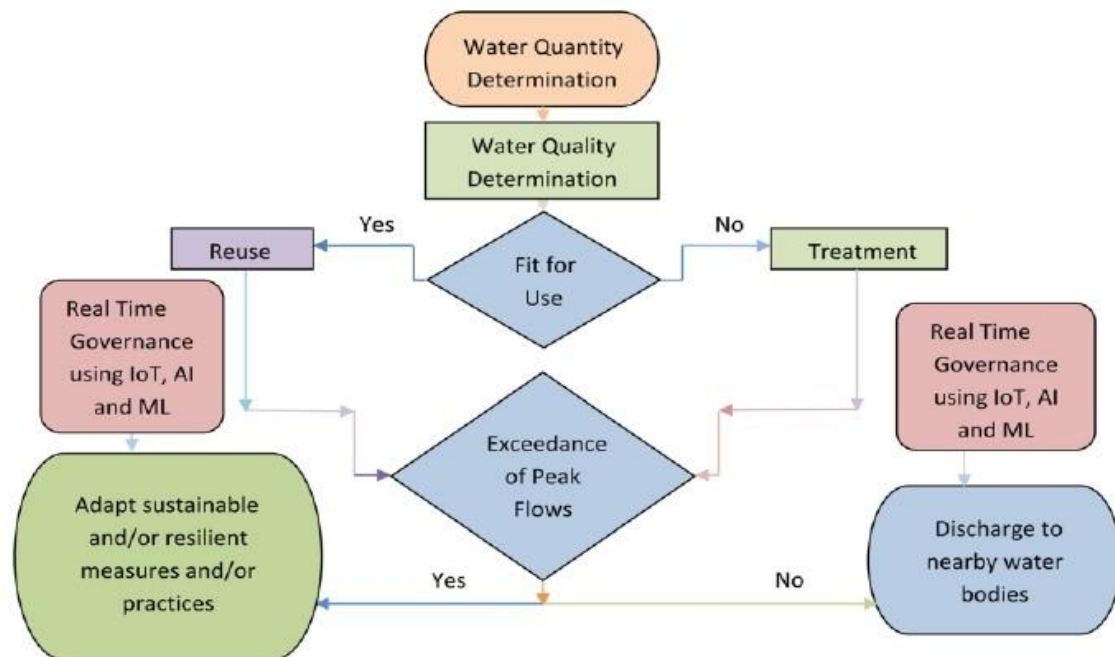 Water Quantity
Determination
Water Quality
Determination
Yes
No
Reuse
Fit for
Use
Treatment
Real Time
Governance
using IoT, AI
and ML
Real Time
Governance
using IoT, AI
and ML
Exceedance
of Peak
Flows
Adapt sustainable
and/or resilient
measures and/or
practices
Discharge to
nearby water
bodies
Yes
No